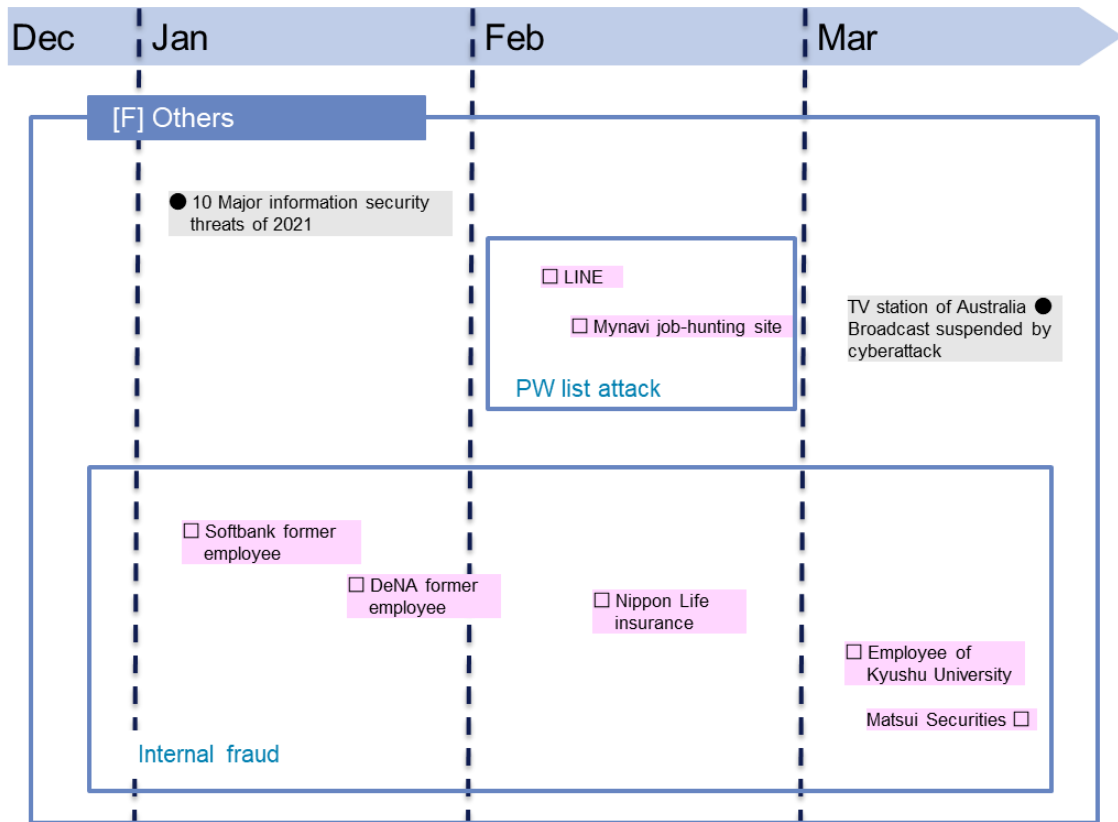 Dec
Jan
Feb
Mar
[F] Others
● 10 Major information security
threats of 2021
□ LINE
□ Mynavi job-hunting site
PW list attack
TV station of Australia ●
Broadcast suspended by
cyberattack
□ Softbank former
employee
□ DeNA former
employee
□ Nippon Life
insurance
□ Employee of
Kyushu University
Matsui Securities □
Internal fraud